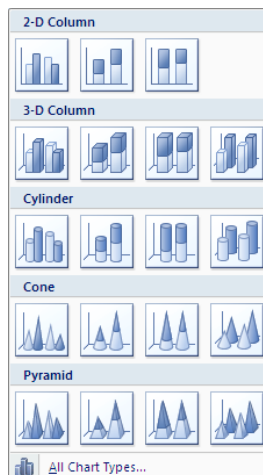 2-D Column
3-D Column
Cylinder
Cone
Pyramid
All Chart Types...